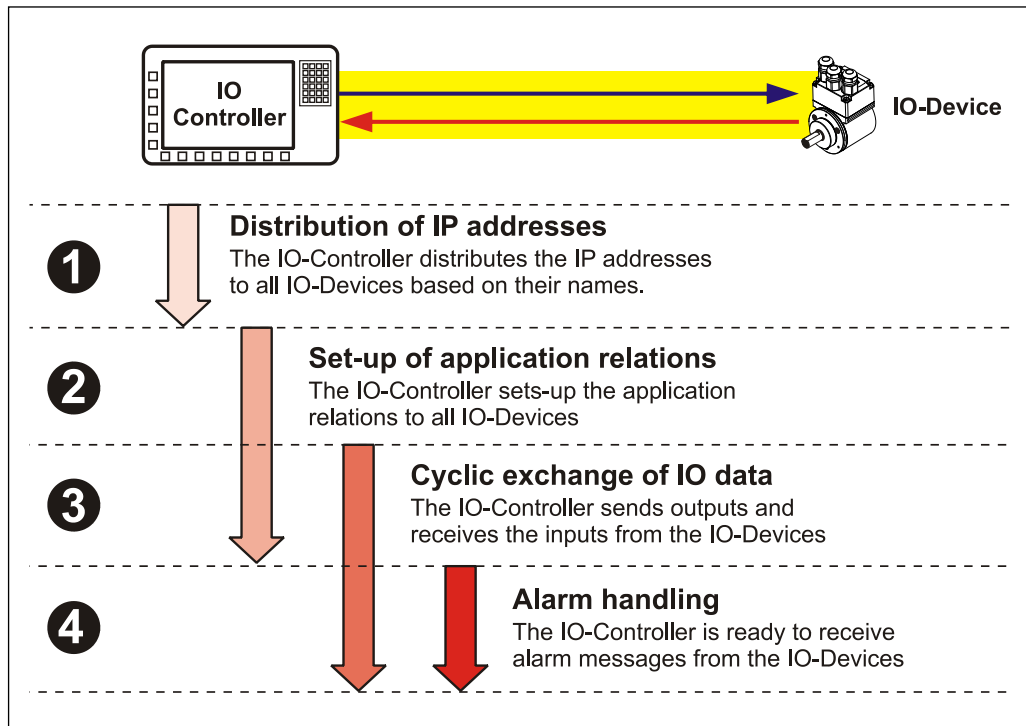 IO
Controller
IO-Device
1
Distribution of IP addresses
The IO-Controller distributes the IP addresses
to all IO-Devices based on their names.
2
Set-up of application relations
The IO-Controller sets-up the application
relations to all IO-Devices
3
Cyclic exchange of IO data
The IO-Controller sends outputs and
receives the inputs from the IO-Devices
4
Alarm handling
The IO-Controller is ready to receive
alarm messages from the IO-Devices